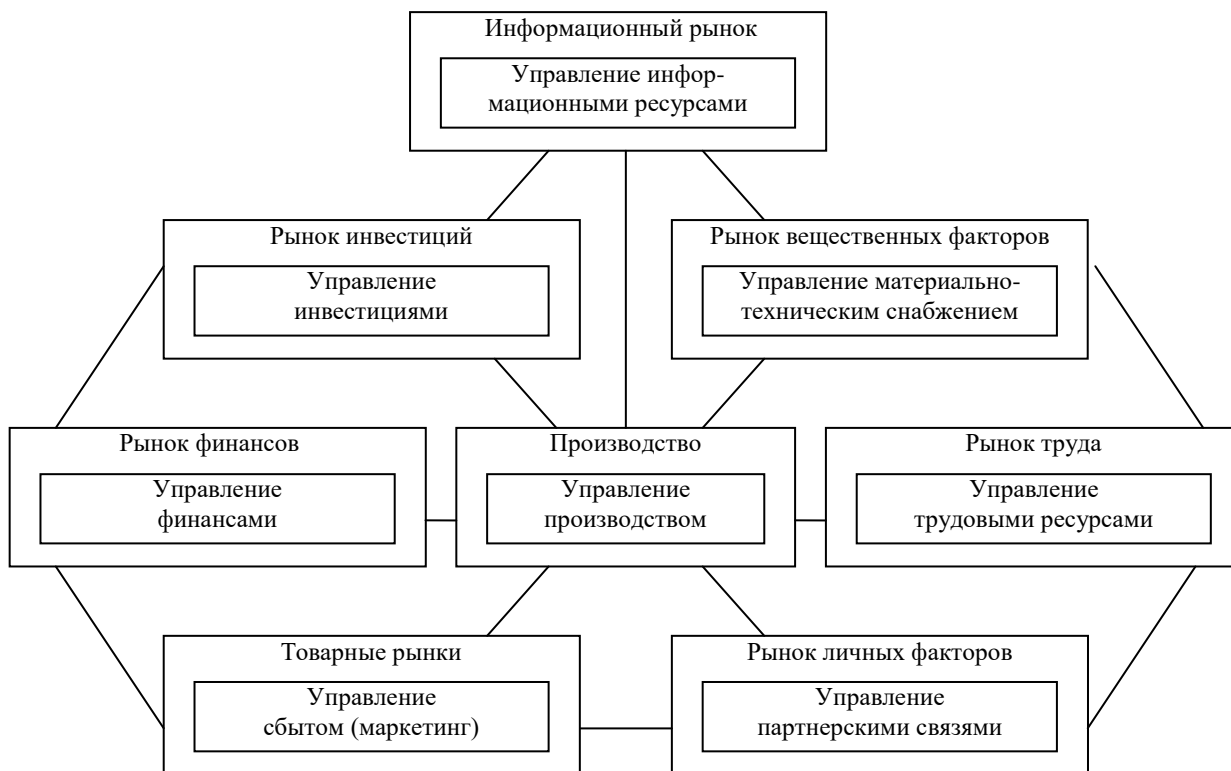 Информационный рынок
Управление инфор-
мационными ресурсами
Рынок инвестиций
Управление
инвестициями
Рынок вещественных факторов
Управление материально-
техническим снабжением
Рынок финансов
Управление
финансами
Производство
Управление
производством
Рынок труда
Управление
трудовыми ресурсами
Товарные рынки
Управление
сбытом (маркетинг)
Рынок личных факторов
Управление
партнерскими связями